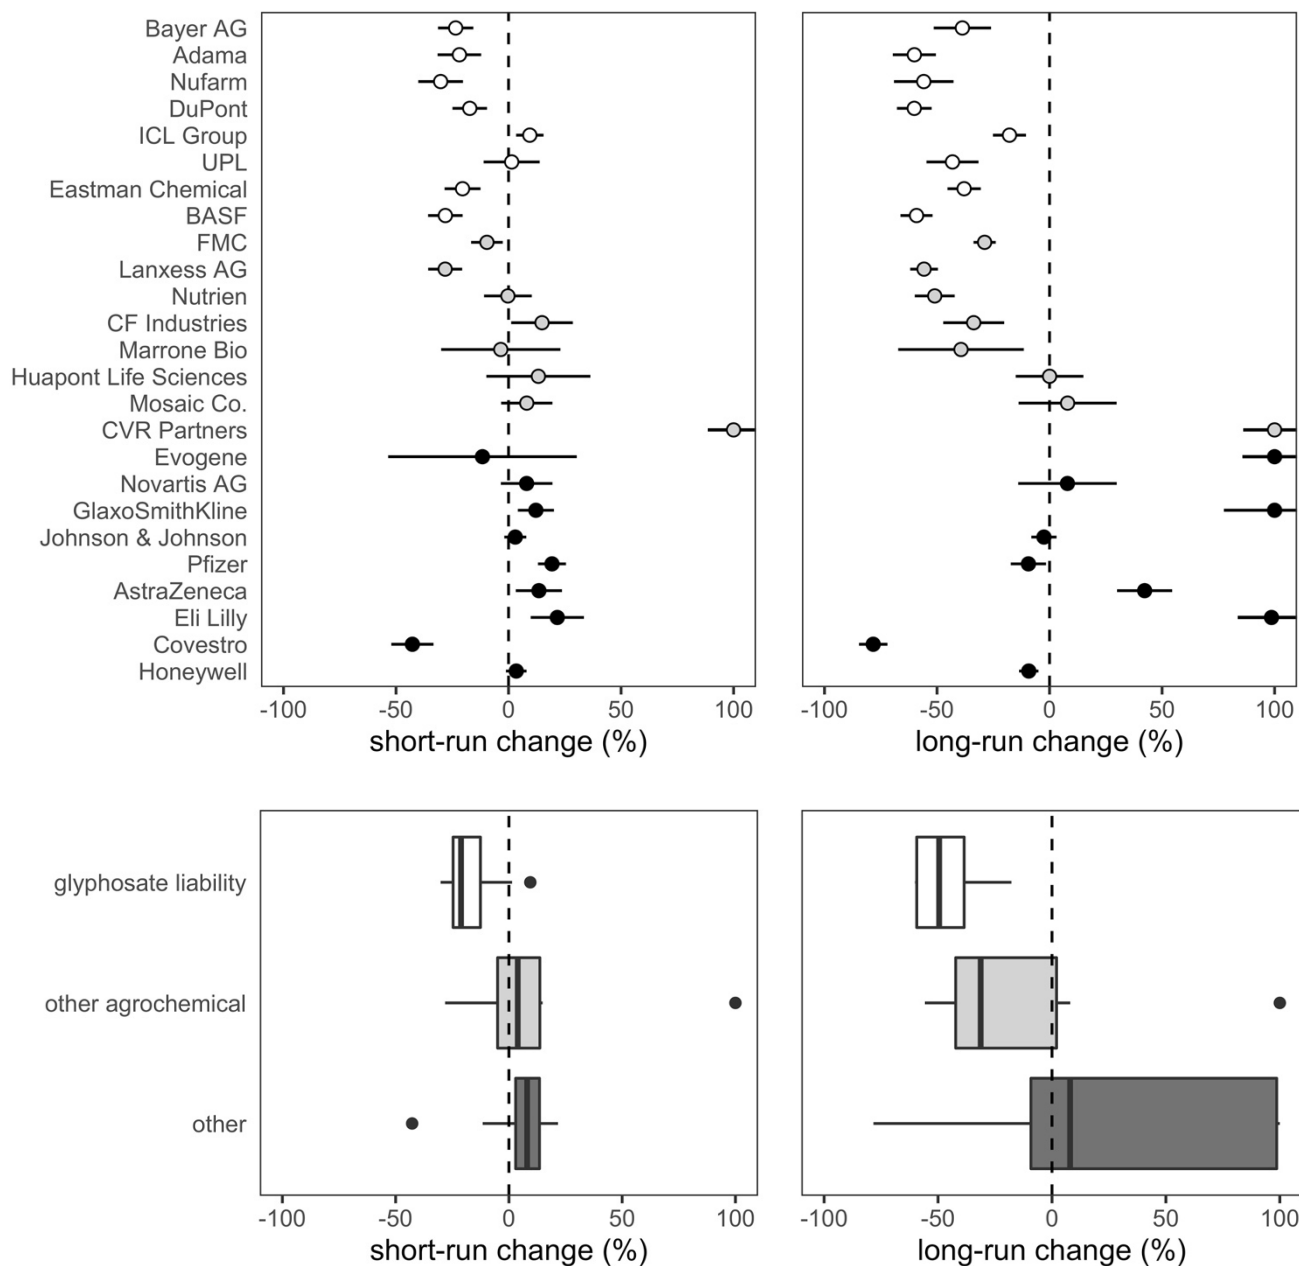 Bayer AG
Adama
Nufarm
DuPont
ICL Group
UPL
Eastman Chemical
BASF
FMC
Lanxess AG
Nutrien
CF Industries
Marrone Bio
Huapont Life Sciences
Mosaic Co.
CVR Partners
Evogene
Novartis AG
GlaxoSmithKline
Johnson & Johnson
Pfizer
AstraZeneca
Eli Lilly
Covestro
Honeywell
-100 -50 0 50 100
short-run change (%)
-100 -50 0 50 100
long-run change (%)
glyphosate liability
other agrochemical
other
-100 -50 0 50 100
short-run change (%)
-100 -50 0 50 100
long-run change (%)